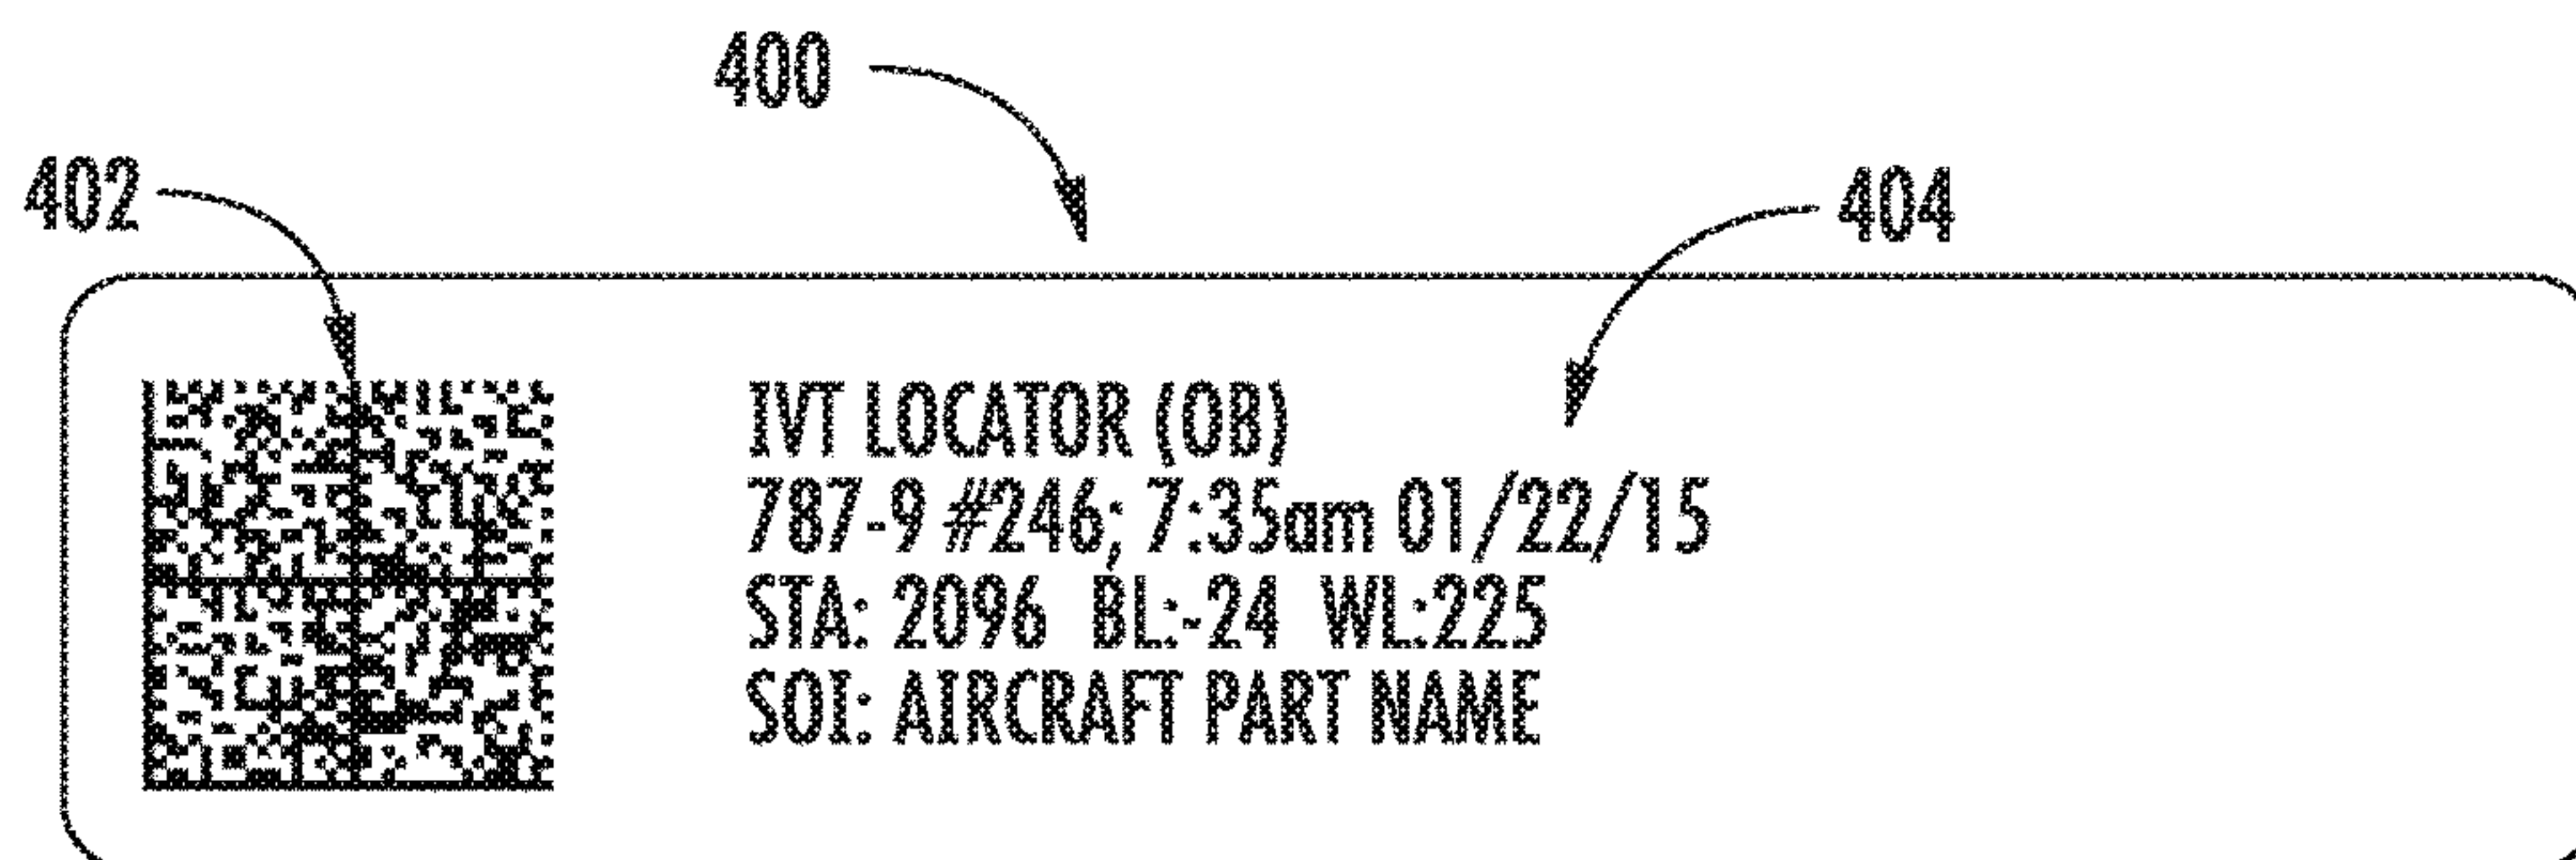 400
402
404
IVT LOCATOR (OB)
787-9 #246; 7:35am 01/22/15
STA: 2096 BL:-24 WL:225
SOI: AIRCRAFT PART NAME